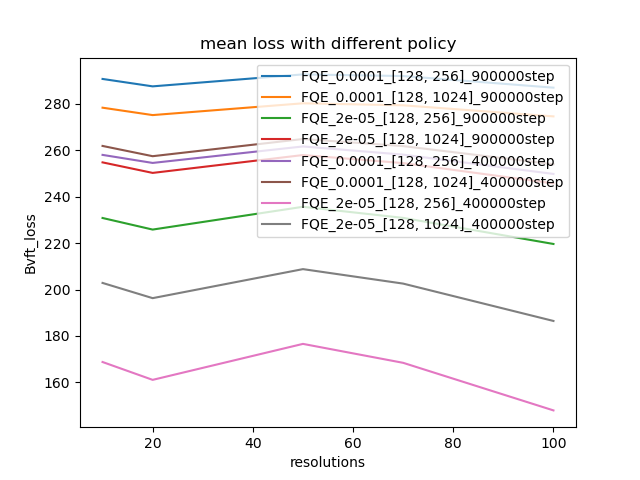 mean loss with different policy
FQE_0.0001_[128, 256]_900000step
FQE_0.0001_[128, 1024]_900000step
FQE_2e-05_[128, 256]_900000step
FQE_2e-05_[128, 1024]_900000step
FQE_0.0001_[128, 256]_400000step
FQE_0.0001_[128, 1024]_400000step
FQE_2e-05_[128, 256]_400000step
FQE_2e-05_[128, 1024]_400000step
Bvft_loss
280
260
240
220
200
180
160
20 40 60 80 100
resolutions